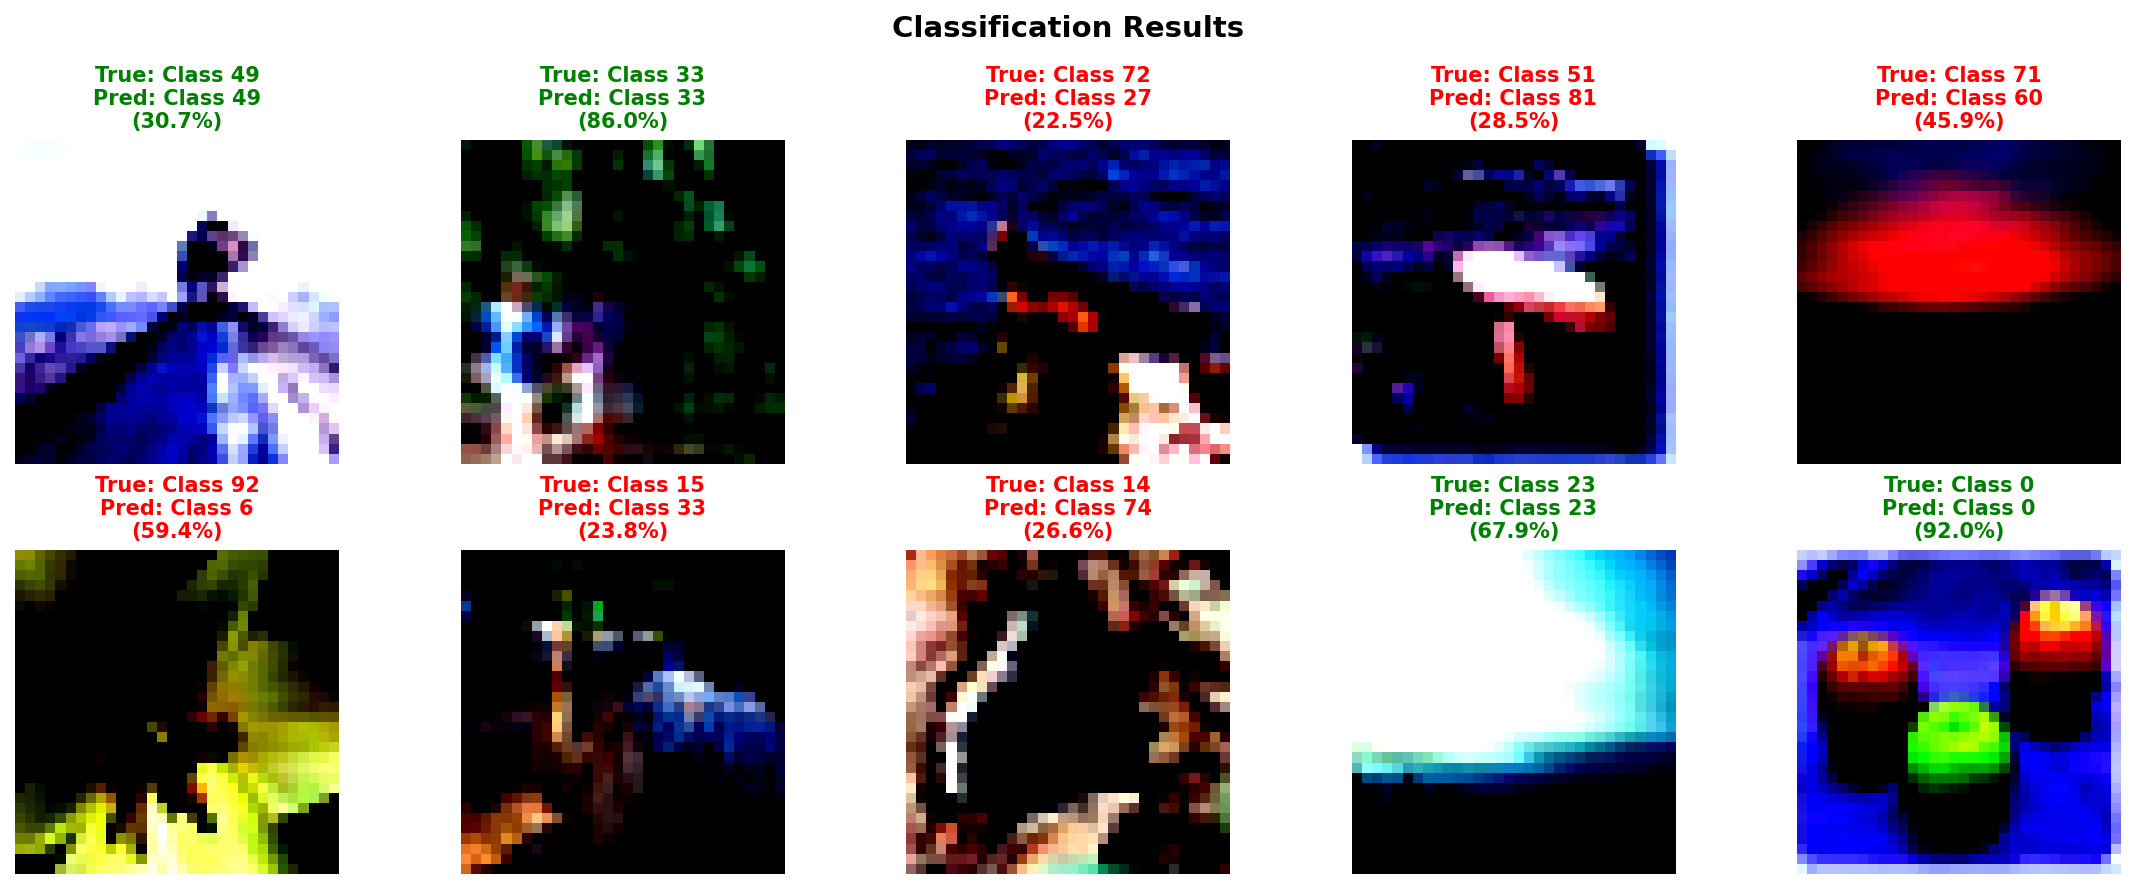 Classification Results
True: Class 49
Pred: Class 49
(30.7%)
True: Class 33
Pred: Class 33
(86.0%)
True: Class 72
Pred: Class 27
(22.5%)
True: Class 51
Pred: Class 81
(28.5%)
True: Class 71
Pred: Class 60
(45.9%)
True: Class 92
Pred: Class 6
(59.4%)
True: Class 15
Pred: Class 33
(23.8%)
True: Class 14
Pred: Class 74
(26.6%)
True: Class 23
Pred: Class 23
(67.9%)
True: Class 0
Pred: Class 0
(92.0%)